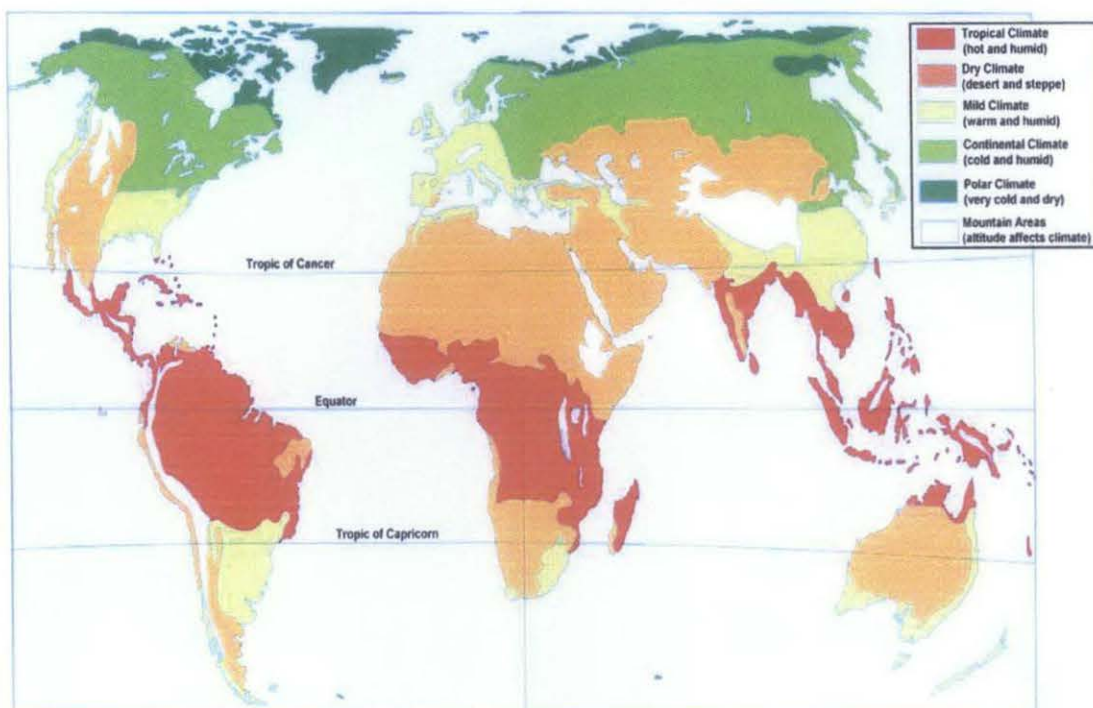 Tropical Climate
(hot and humid)
Dry Climate
(desert and steppe)
Mild Climate
(warm and humid)
Continental Climate
(cold and humid)
Polar Climate
(very cold and dry)
Mountain Areas
(altitude affects climate)
Tropic of Cancer
Equator
Tropic of Capricorn